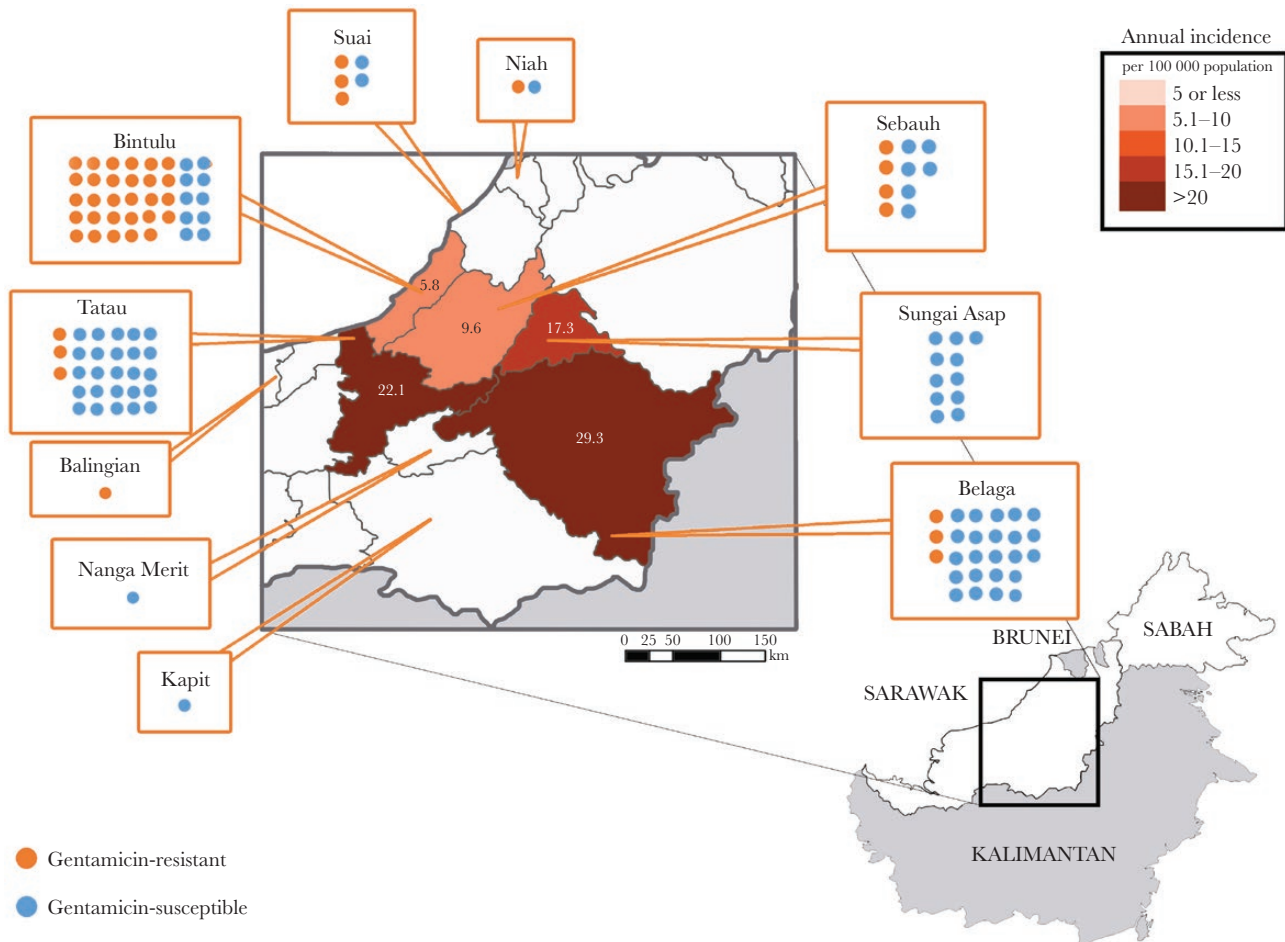 Suai
Niah
Annual incidence
per 100 000 population
5 or less
5.1–10
10.1–15
15.1–20
>20
Bintulu
Sebauh
Tatau
5.8
9.6
17.3
Sungai Asap
22.1
29.3
Balingian
Belaga
Nanga Merit
Kapit
0 25 50 100 150
km
BRUNEI
SABAH
SARAWAK
KALIMANTAN
Gentamicin-resistant
Gentamicin-susceptible